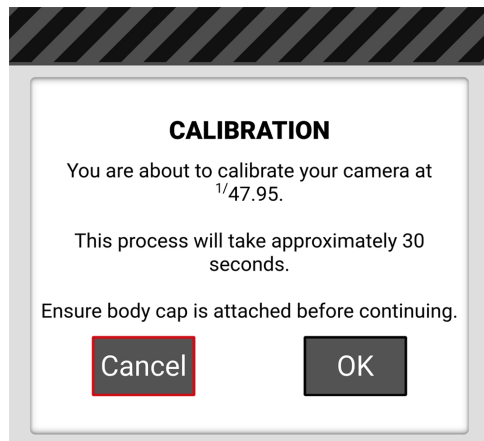 CALIBRATION
You are about to calibrate your camera at
1/47.95.
This process will take approximately 30
seconds.
Ensure body cap is attached before continuing.
Cancel OK